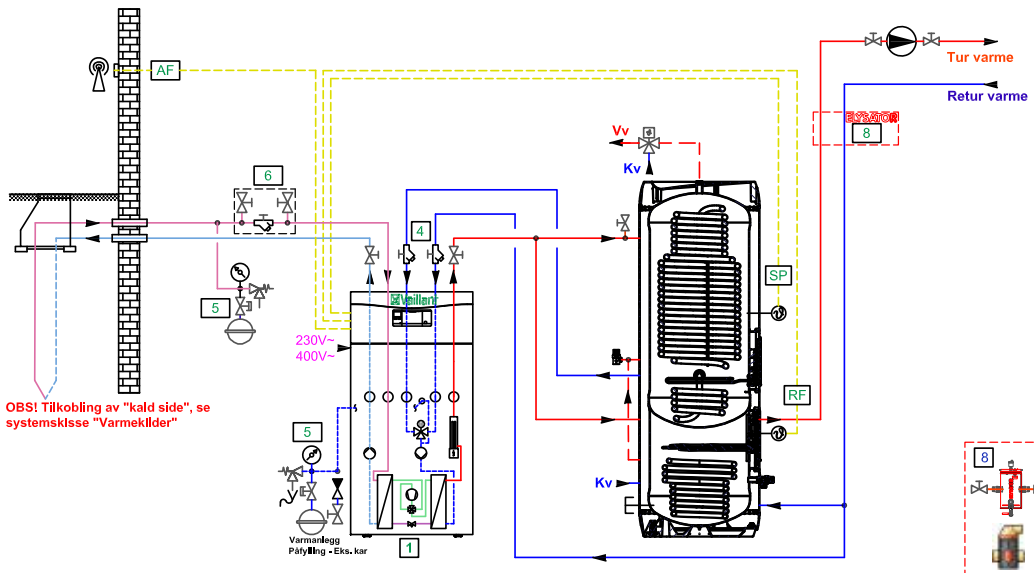 AF
Tur varme
Retur varme
ELYSATOR
8
Vv
Kv
6
4
SP
5
Vaillant
230V~
400V~
OBS! Tilkobling av "kald side", se
systemskisse "Varmekilder"
RF
5
8
Kv
Varmanlegg
Påfylling - Eks. kar
1